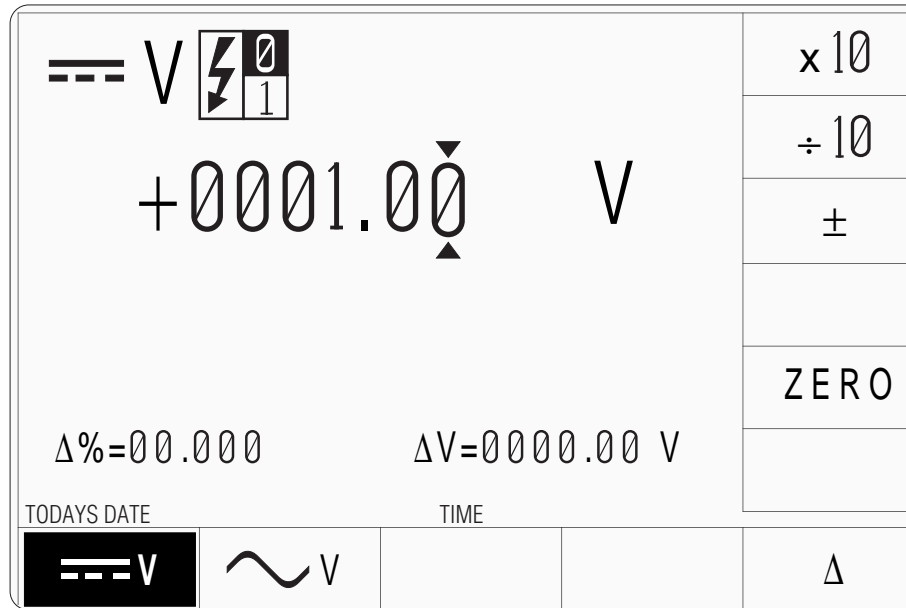 V 0
1
x10
÷10
+0001.00 V
±
ZERO
Δ%=00.000 ΔV=0000.00 V
TODAYS DATE TIME
V V Δ